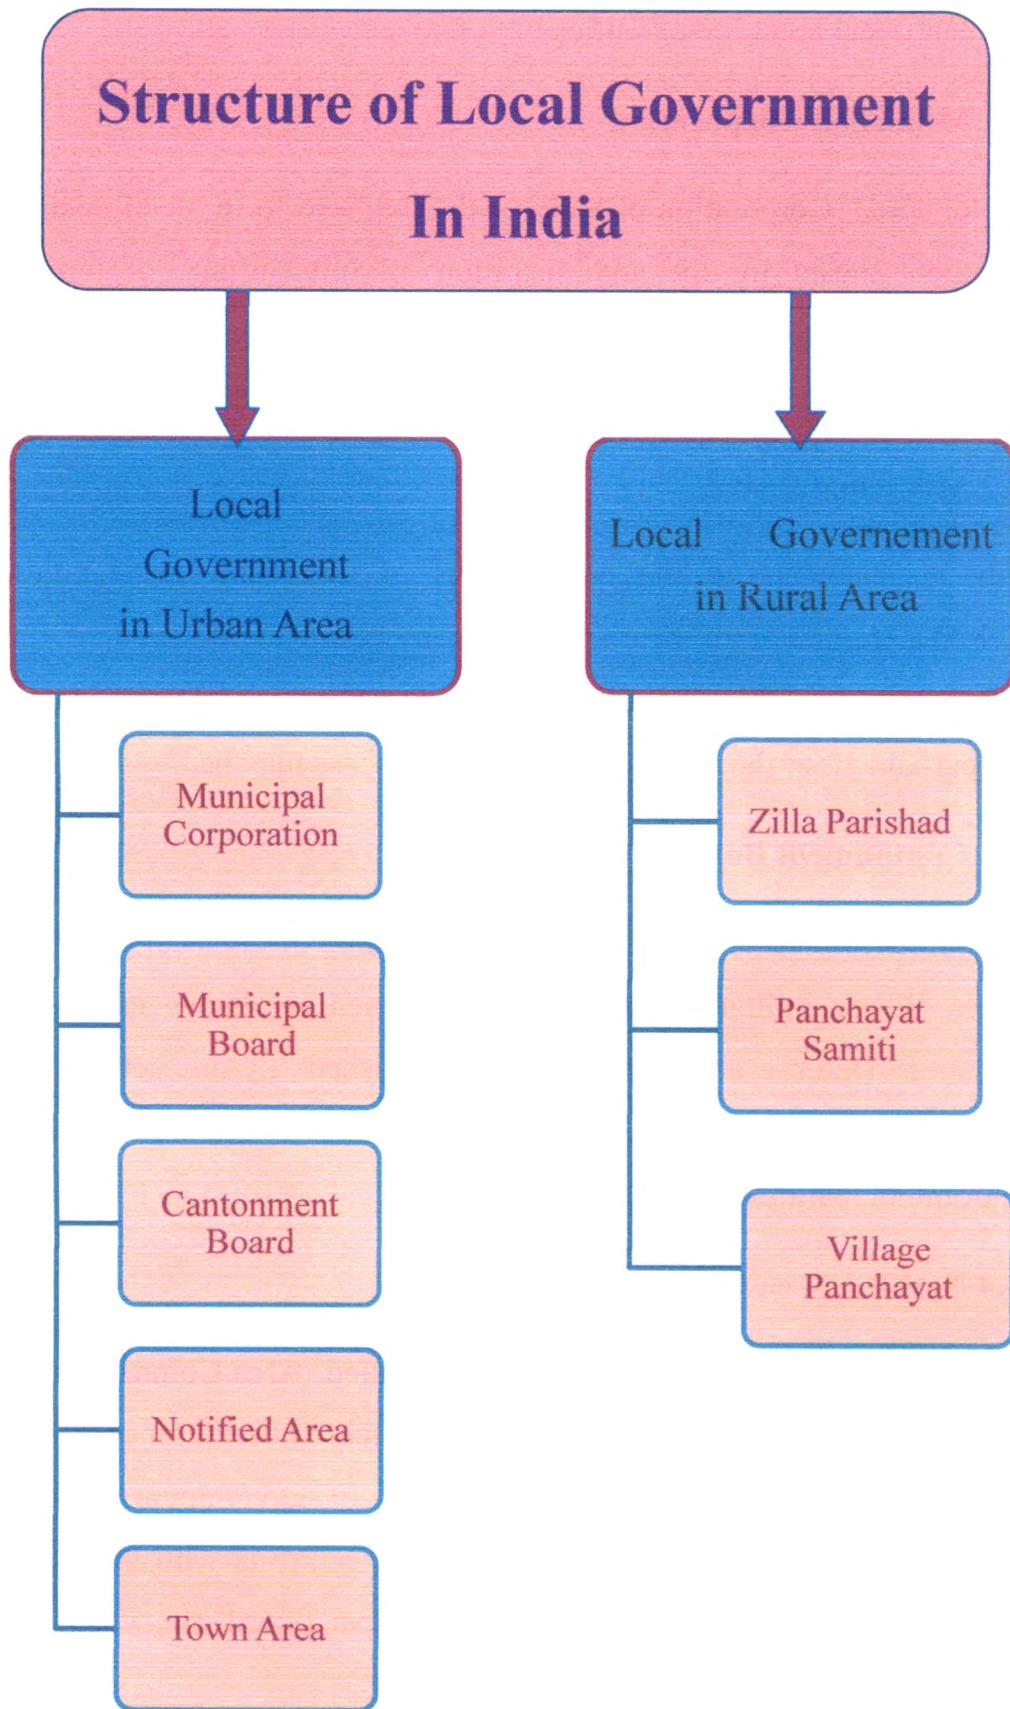 Structure of Local Government
In India
Local
Government
in Urban Area
Local Governement
in Rural Area
Municipal
Corporation
Municipal
Board
Cantonment
Board
Notified Area
Town Area
Zilla Parishad
Panchayat
Samiti
Village
Panchayat